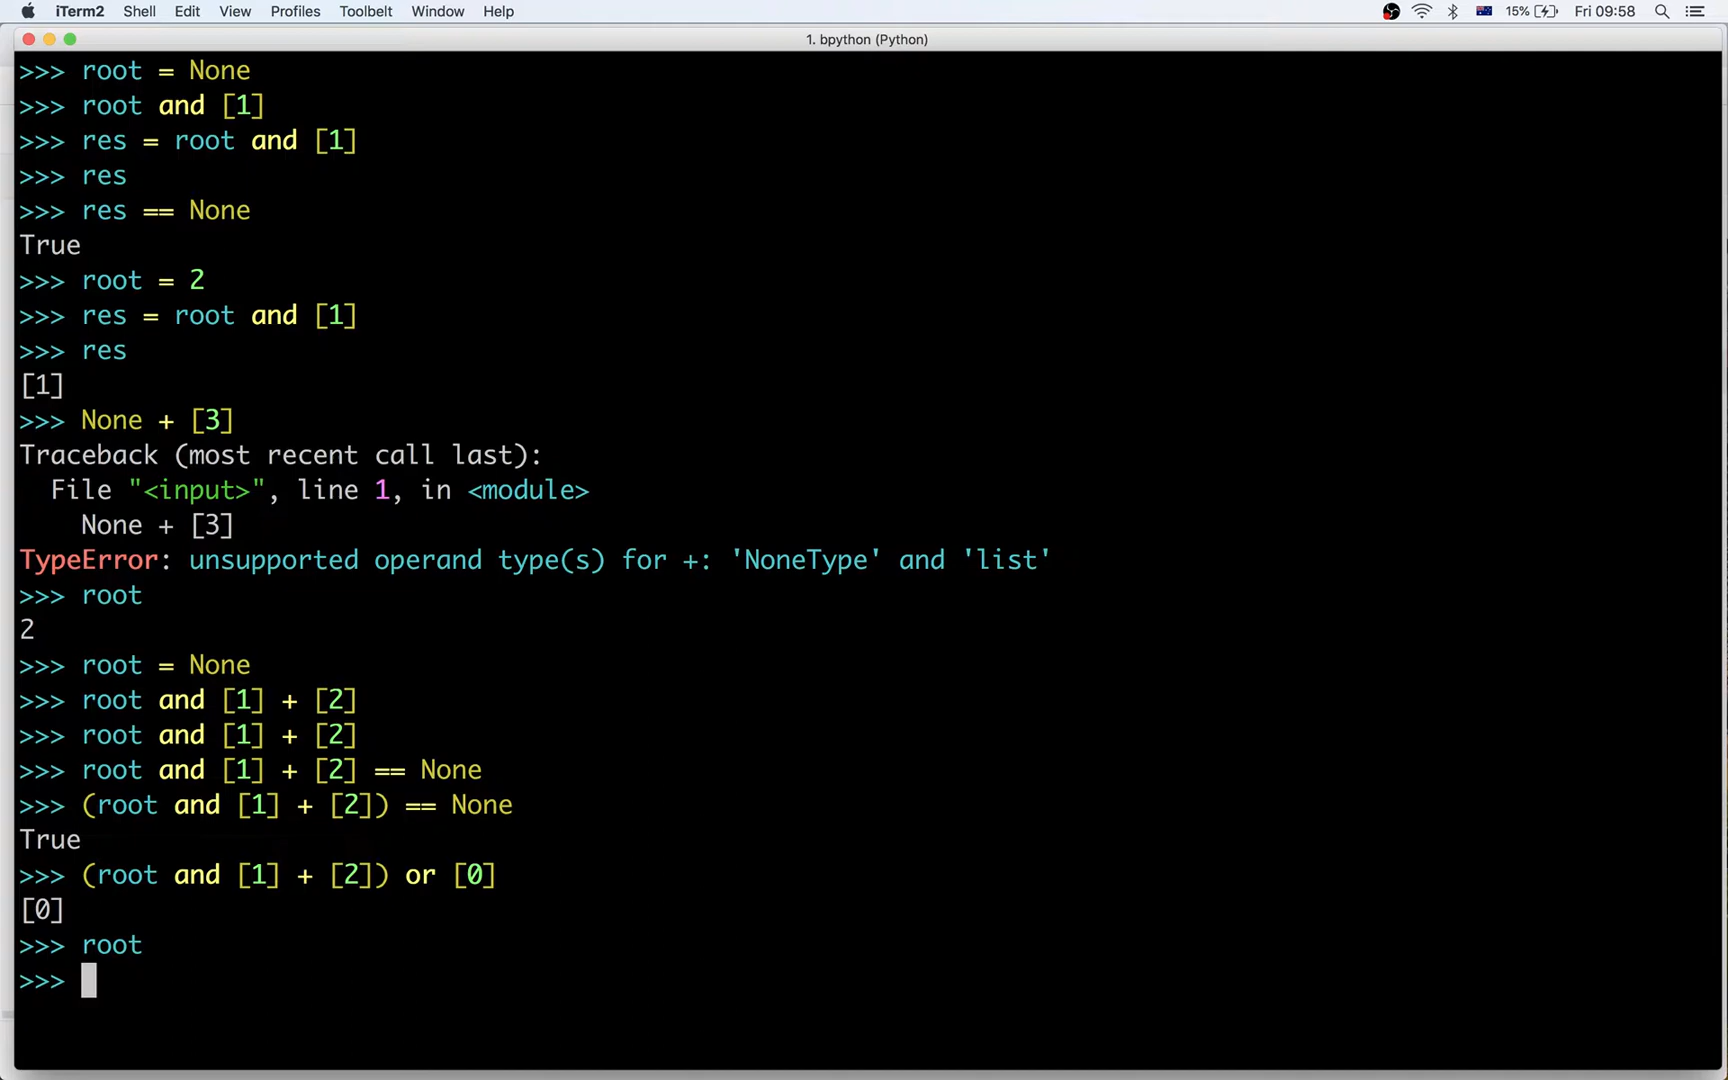 iTerm2 Shell Edit View Profiles Toolbelt Window Help 15% Fri 09:58
1. bpython (Python)
>>> root = None
>>> root and [1]
>>> res = root and [1]
>>> res
>>> res == None
True
>>> root = 2
>>> res = root and [1]
>>> res
[1]
>>> None + [3]
Traceback (most recent call last):
  File "<input>", line 1, in <module>
    None + [3]
TypeError: unsupported operand type(s) for +: 'NoneType' and 'list'
>>> root
2
>>> root = None
>>> root and [1] + [2]
>>> root and [1] + [2]
>>> root and [1] + [2] == None
>>> (root and [1] + [2]) == None
True
>>> (root and [1] + [2]) or [0]
[0]
>>> root
>>>